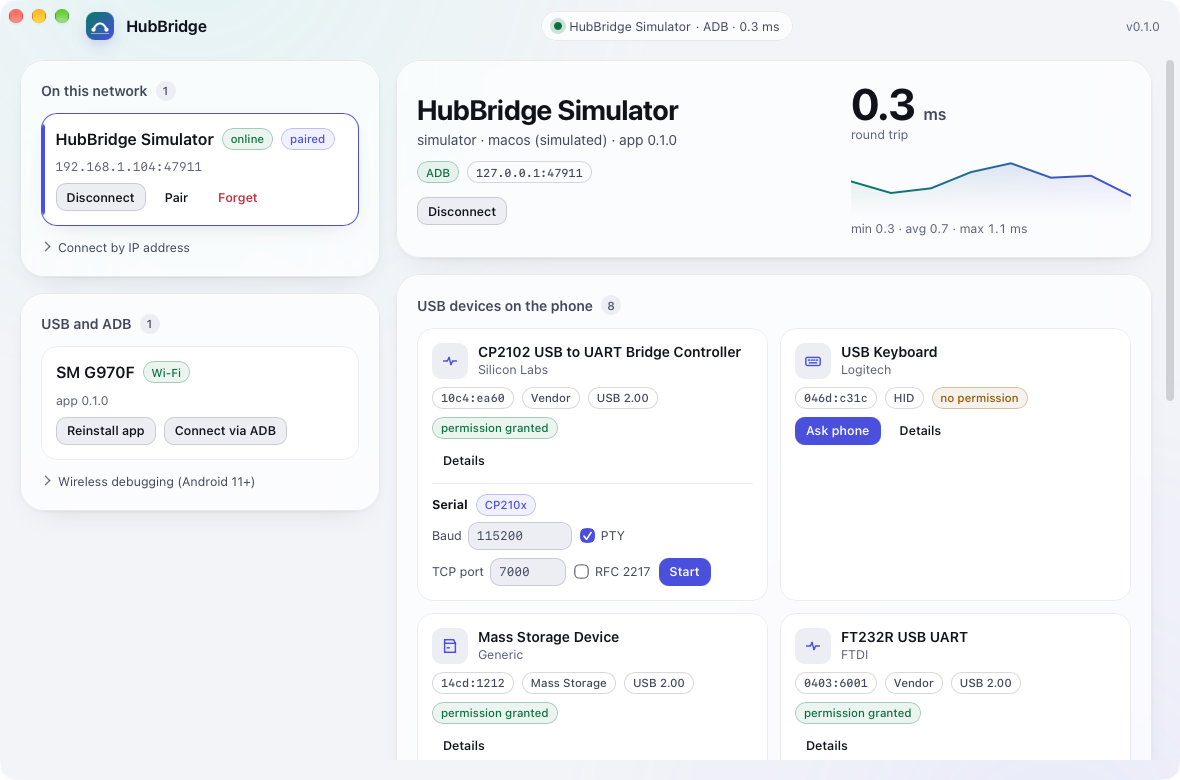 HubBridge
HubBridge Simulator · ADB · 0.3 ms
v0.1.0
On this network 1
HubBridge Simulator online paired
192.168.1.104:47911
Disconnect Pair Forget
Connect by IP address
USB and ADB 1
SM G970F Wi-Fi
app 0.1.0
Reinstall app Connect via ADB
Wireless debugging (Android 11+)
HubBridge Simulator
simulator · macos (simulated) · app 0.1.0
ADB 127.0.0.1:47911
Disconnect
0.3 ms
round trip
min 0.3 · avg 0.7 · max 1.1 ms
USB devices on the phone 8
CP2102 USB to UART Bridge Controller
Silicon Labs
10c4:ea60 Vendor USB 2.00
permission granted
Details
Serial CP210x
Baud 115200 PTY
TCP port 7000 RFC 2217 Start
USB Keyboard
Logitech
046d:c31c HID no permission
Ask phone Details
Mass Storage Device
Generic
14cd:1212 Mass Storage USB 2.00
permission granted
Details
FT232R USB UART
FTDI
0403:6001 Vendor USB 2.00
permission granted
Details